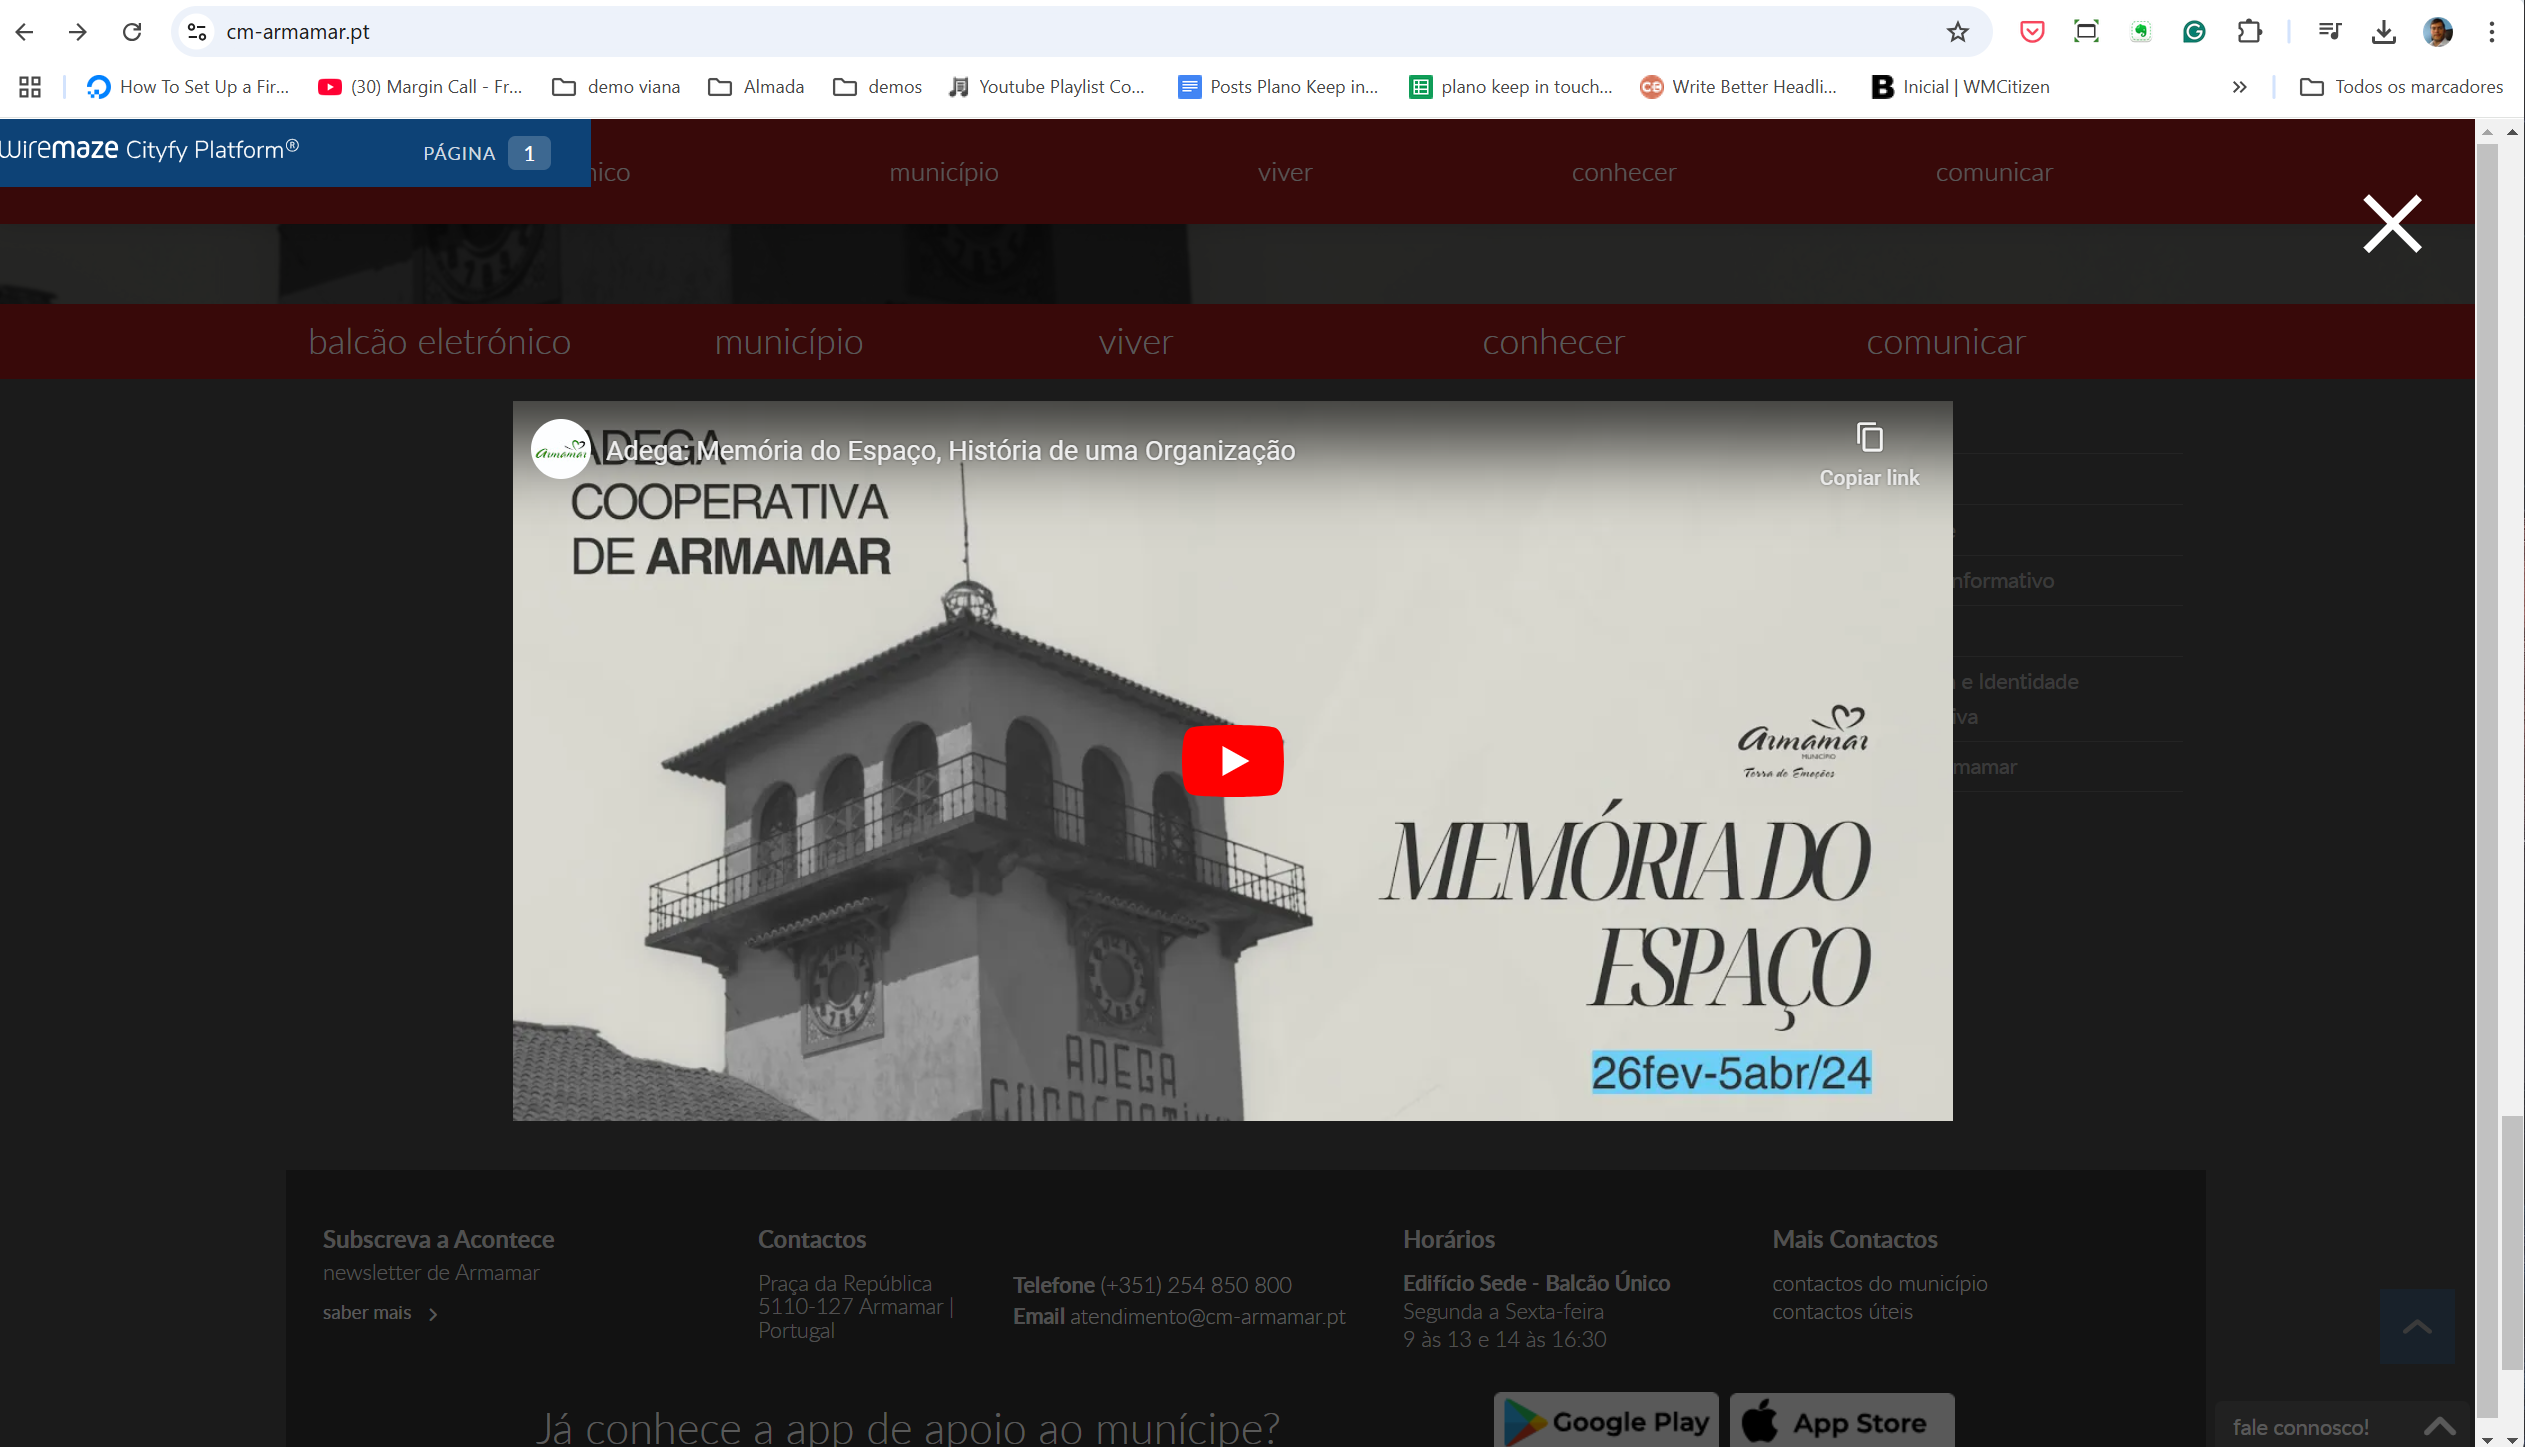 cm-armamar.pt
How To Set Up a Fir...
(30) Margin Call - Fr...
demo viana
Almada
demos
Youtube Playlist Co...
Posts Plano Keep in...
plano keep in touch...
Write Better Headli...
Inicial | WMCitizen
Todos os marcadores
wiremaze Cityfy Platform®
PÁGINA 1
nico
município
viver
conhecer
comunicar
balcão eletrónico
município
viver
conhecer
comunicar
Adega: Memória do Espaço, História de uma Organização
Copiar link
ADEGA
COOPERATIVA
DE ARMAMAR
Armamar
MUNICÍPIO
Terra de Emoções
MEMÓRIA DO
ESPAÇO
26fev-5abr/24
ADEGA
COOPERATIVA
nformativo
e Identidade
iva
mamar
Subscreva a Acontece
newsletter de Armamar
saber mais
Contactos
Praça da República
5110-127 Armamar |
Portugal
Telefone (+351) 254 850 800
Email atendimento@cm-armamar.pt
Horários
Edifício Sede - Balcão Único
Segunda a Sexta-feira
9 às 13 e 14 às 16:30
Mais Contactos
contactos do município
contactos úteis
Já conhece a app de apoio ao munícipe?
Google Play
App Store
fale connosco!